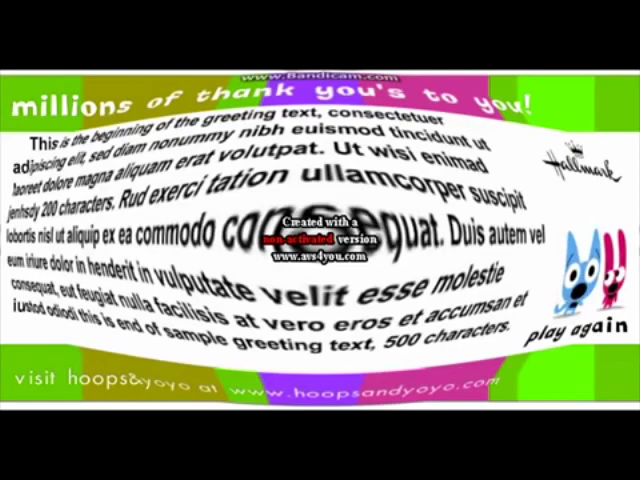 www.Bandicam.com
millions of thank you's to you!
This is the beginning of the greeting text, consectetuer
adjpiscing elit, sed diam nonummy nibh euismod tincidunt ut
laoreet dolore magna aliquam erat volutpat. Ut wisi enimad
jenhsdy 200 characters. Rud exerci tation ullamcorper suscipit
lobortis nisl ut aliquip ex ea commodo consequat. Duis autem vel
eum iriure dolor in henderit in vulputate velit esse molestie
consequat, eut feugiat nulla facilisis at vero eros et accumsan et
iustod odiodi this is end of sample greeting text, 500 characters.
Hallmark
Created with a
non-activated version
www.avs4you.com
play again
visit hoops&yoyo at www.hoopsandyoyo.com